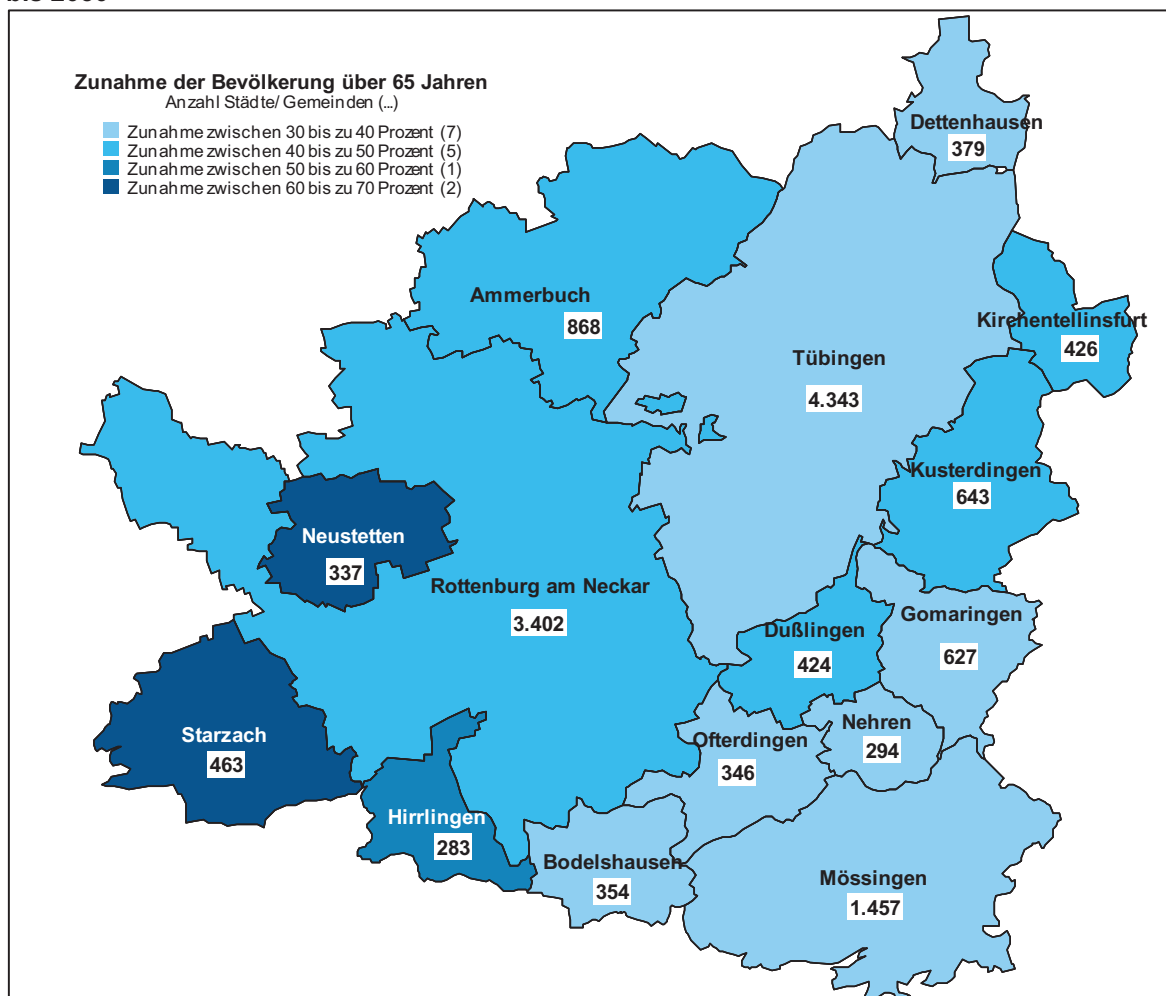 Zunahme der Bevölkerung über 65 Jahren
Anzahl Städte/ Gemeinden (...)
Zunahme zwischen 30 bis zu 40 Prozent (7)
Zunahme zwischen 40 bis zu 50 Prozent (5)
Zunahme zwischen 50 bis zu 60 Prozent (1)
Zunahme zwischen 60 bis zu 70 Prozent (2)
Dettenhausen
379
Ammerbuch
868
Kirchentellinsfurt
426
Tübingen
4.343
Kusterdingen
643
Neustetten
337
Rottenburg am Neckar
3.402
Gomaringen
627
Dußlingen
424
Starzach
463
Nehren
294
Ofterdingen
346
Hirrlingen
283
Bodelshausen
354
Mössingen
1.457